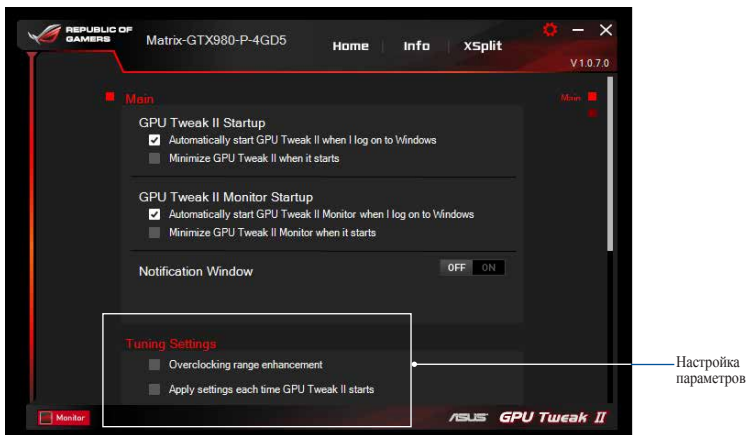 REPUBLIC OF
GAMERS
Matrix-GTX980-P-4GD5
Home
Info
XSplit
V 1.0.7.0
Main
Main
GPU Tweak II Startup
Automatically start GPU Tweak II when I log on to Windows
Minimize GPU Tweak II when it starts
GPU Tweak II Monitor Startup
Automatically start GPU Tweak II Monitor when I log on to Windows
Minimize GPU Tweak II Monitor when it starts
Notification Window
OFF ON
Tuning Settings
Overclocking range enhancement
Apply settings each time GPU Tweak II starts
Настройка
параметров
Monitor
ASUS GPU Tweak II